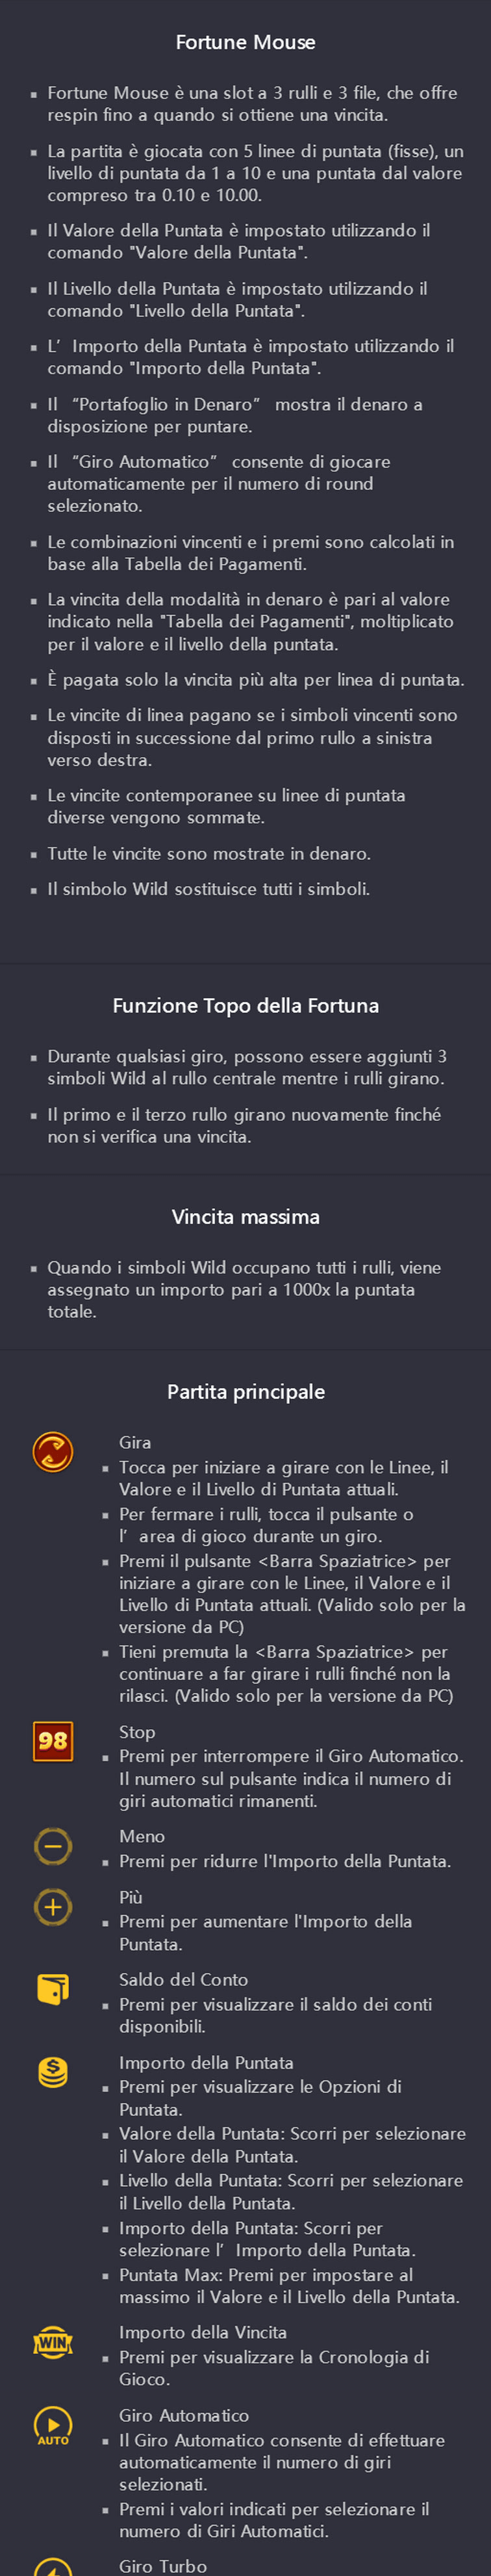 Fortune Mouse
▪ Fortune Mouse è una slot a 3 rulli e 3 file, che offre
respin fino a quando si ottiene una vincita.
▪ La partita è giocata con 5 linee di puntata (fisse), un
livello di puntata da 1 a 10 e una puntata dal valore
compreso tra 0.10 e 10.00.
▪ Il Valore della Puntata è impostato utilizzando il
comando "Valore della Puntata".
▪ Il Livello della Puntata è impostato utilizzando il
comando "Livello della Puntata".
▪ L’ Importo della Puntata è impostato utilizzando il
comando "Importo della Puntata".
▪ Il “Portafoglio in Denaro” mostra il denaro a
disposizione per puntare.
▪ Il “Giro Automatico” consente di giocare
automaticamente per il numero di round
selezionato.
▪ Le combinazioni vincenti e i premi sono calcolati in
base alla Tabella dei Pagamenti.
▪ La vincita della modalità in denaro è pari al valore
indicato nella "Tabella dei Pagamenti", moltiplicato
per il valore e il livello della puntata.
▪ È pagata solo la vincita più alta per linea di puntata.
▪ Le vincite di linea pagano se i simboli vincenti sono
disposti in successione dal primo rullo a sinistra
verso destra.
▪ Le vincite contemporanee su linee di puntata
diverse vengono sommate.
▪ Tutte le vincite sono mostrate in denaro.
▪ Il simbolo Wild sostituisce tutti i simboli.
Funzione Topo della Fortuna
▪ Durante qualsiasi giro, possono essere aggiunti 3
simboli Wild al rullo centrale mentre i rulli girano.
▪ Il primo e il terzo rullo girano nuovamente finché
non si verifica una vincita.
Vincita massima
▪ Quando i simboli Wild occupano tutti i rulli, viene
assegnato un importo pari a 1000x la puntata
totale.
Partita principale
Gira
▪ Tocca per iniziare a girare con le Linee, il
Valore e il Livello di Puntata attuali.
▪ Per fermare i rulli, tocca il pulsante o
l’ area di gioco durante un giro.
▪ Premi il pulsante <Barra Spaziatrice> per
iniziare a girare con le Linee, il Valore e il
Livello di Puntata attuali. (Valido solo per la
versione da PC)
▪ Tieni premuta la <Barra Spaziatrice> per
continuare a far girare i rulli finché non la
rilasci. (Valido solo per la versione da PC)
98
Stop
▪ Premi per interrompere il Giro Automatico.
Il numero sul pulsante indica il numero di
giri automatici rimanenti.
Meno
▪ Premi per ridurre l'Importo della Puntata.
Più
▪ Premi per aumentare l'Importo della
Puntata.
Saldo del Conto
▪ Premi per visualizzare il saldo dei conti
disponibili.
Importo della Puntata
▪ Premi per visualizzare le Opzioni di
Puntata.
▪ Valore della Puntata: Scorri per selezionare
il Valore della Puntata.
▪ Livello della Puntata: Scorri per selezionare
il Livello della Puntata.
▪ Importo della Puntata: Scorri per
selezionare l’ Importo della Puntata.
▪ Puntata Max: Premi per impostare al
massimo il Valore e il Livello della Puntata.
WIN
Importo della Vincita
▪ Premi per visualizzare la Cronologia di
Gioco.
AUTO
Giro Automatico
▪ Il Giro Automatico consente di effettuare
automaticamente il numero di giri
selezionati.
▪ Premi i valori indicati per selezionare il
numero di Giri Automatici.
Giro Turbo